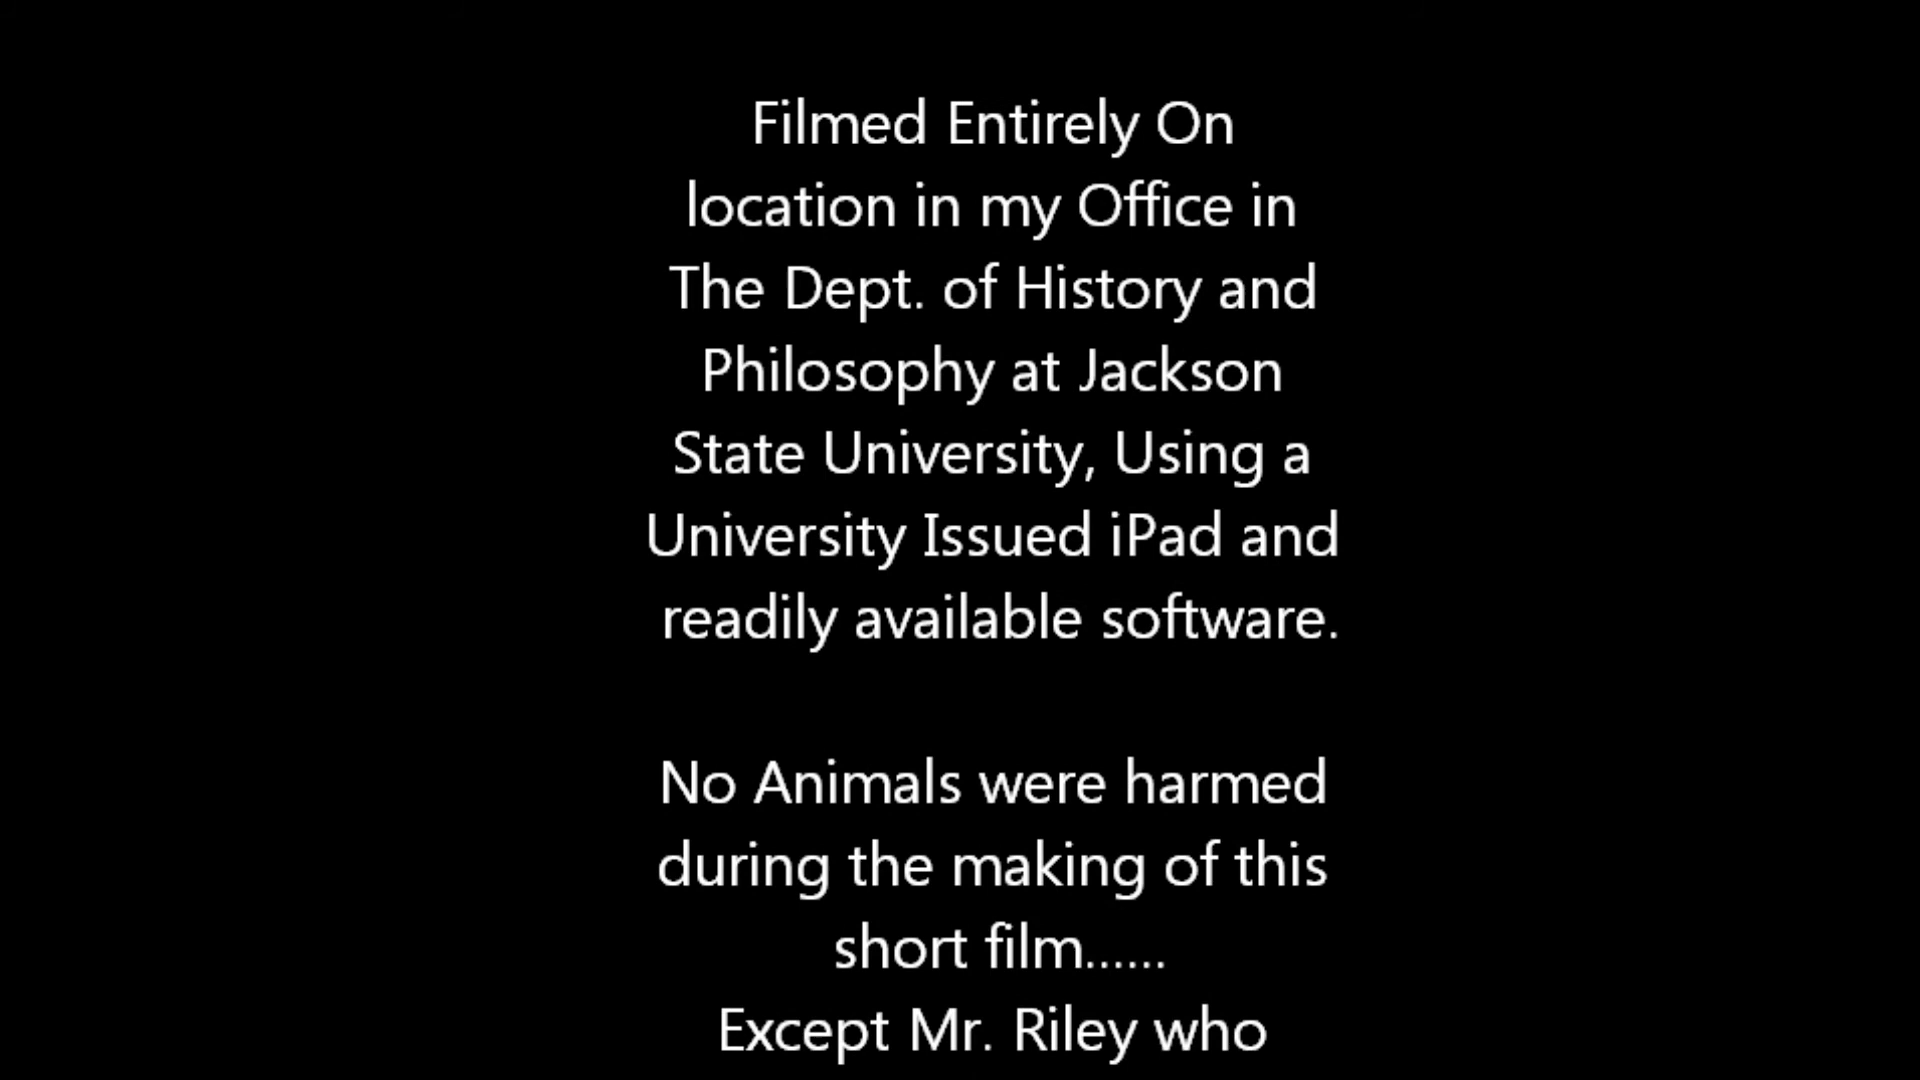 Filmed Entirely On
location in my Office in
The Dept. of History and
Philosophy at Jackson
State University, Using a
University Issued iPad and
readily available software.
No Animals were harmed
during the making of this
short film......
Except Mr. Riley who